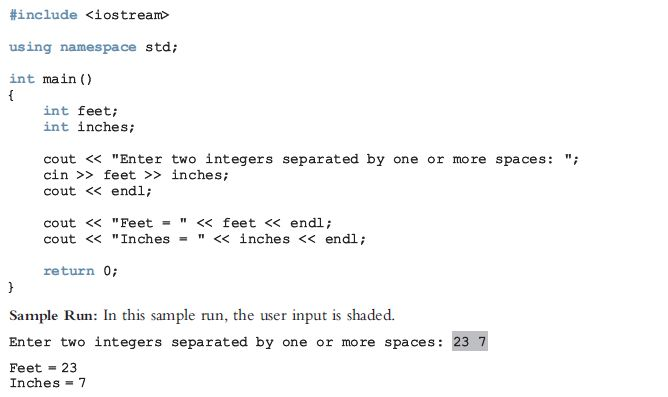 #include <iostream>
using namespace std;
int main()
{
int feet;
int inches;
cout << "Enter two integers separated by one or more spaces: ";
cin >> feet >> inches;
cout << endl;
cout << "Feet = " << feet << endl;
cout << "Inches = " << inches << endl;
return 0;
}
Sample Run: In this sample run, the user input is shaded.
Enter two integers separated by one or more spaces: 23 7
Feet = 23
Inches = 7